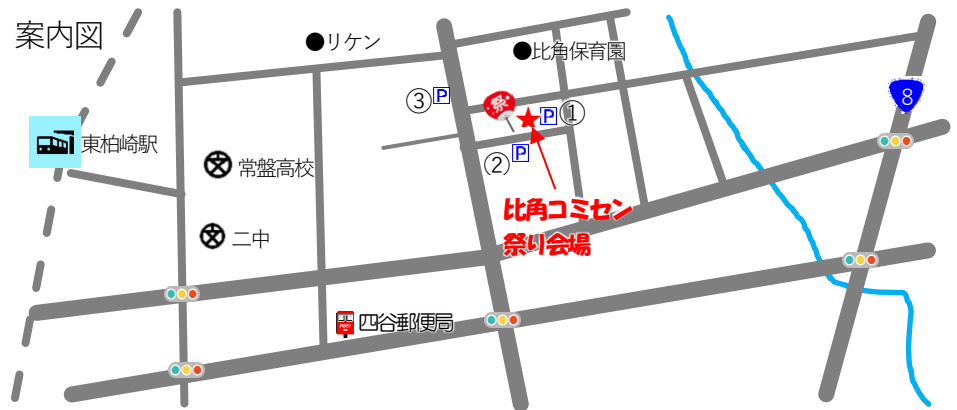 案内図
●リケン
●比角保育園
③P
祭
P①
8
東柏崎駅
常盤高校
②P
比角コミセン
祭り会場
二中
POST
四谷郵便局